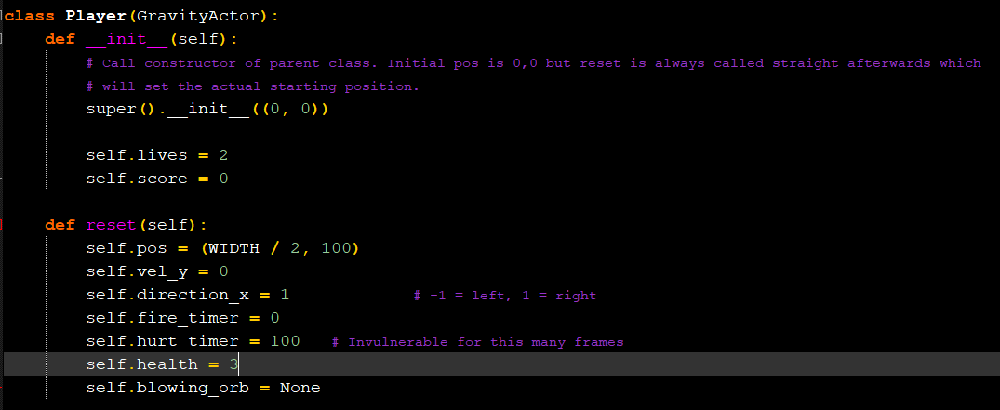 class Player(GravityActor):
    def __init__(self):
        # Call constructor of parent class. Initial pos is 0,0 but reset is always called straight afterwards which
        # will set the actual starting position.
        super().__init__((0, 0))

        self.lives = 2
        self.score = 0

    def reset(self):
        self.pos = (WIDTH / 2, 100)
        self.vel_y = 0
        self.direction_x = 1            # -1 = left, 1 = right
        self.fire_timer = 0
        self.hurt_timer = 100   # Invulnerable for this many frames
        self.health = 3
        self.blowing_orb = None